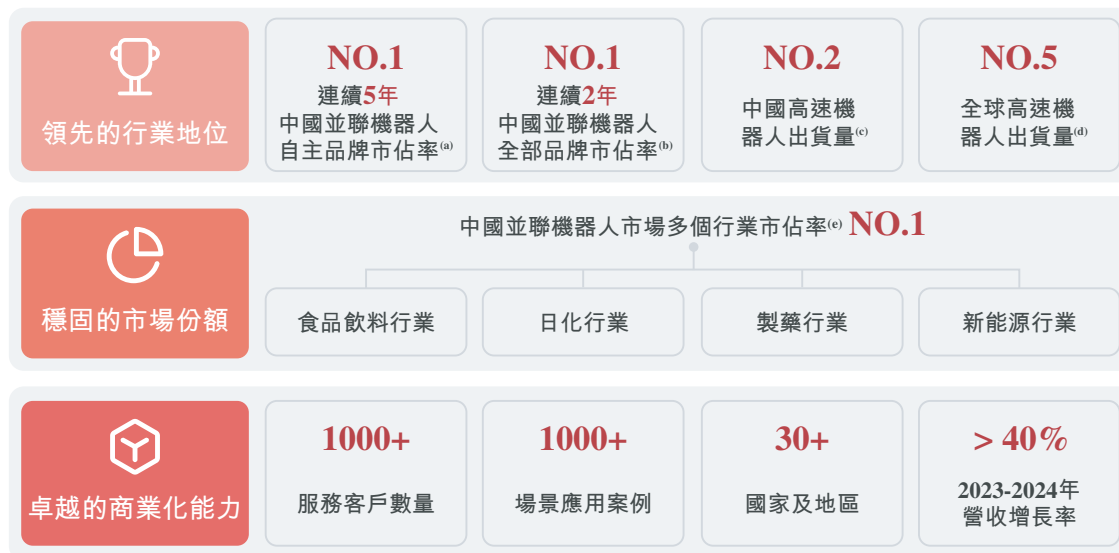 領先的行業地位
NO.1
連續5年
中國並聯機器人
自主品牌市佔率(a)
NO.1
連續2年
中國並聯機器人
全部品牌市佔率(b)
NO.2
中國高速機
器人出貨量(c)
NO.5
全球高速機
器人出貨量(d)
穩固的市場份額
中國並聯機器人市場多個行業市佔率(e) NO.1
食品飲料行業
日化行業
製藥行業
新能源行業
卓越的商業化能力
1000+
服務客戶數量
1000+
場景應用案例
30+
國家及地區
> 40%
2023-2024年
營收增長率